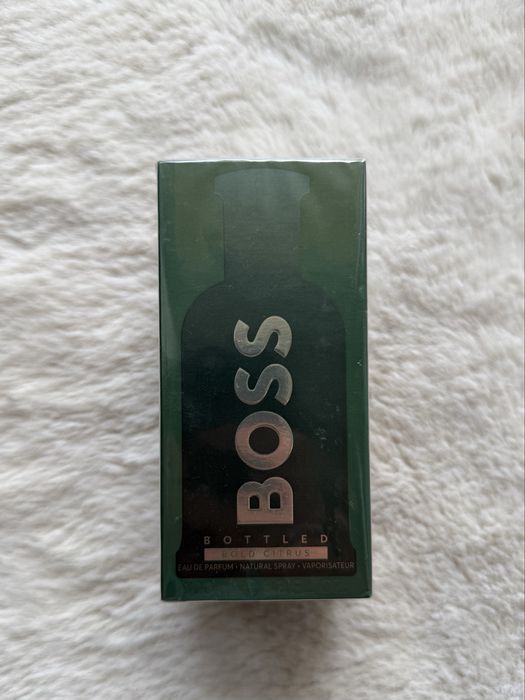 BOSS
BOTTLED
BOLD CITRUS
EAU DE PARFUM • NATURAL SPRAY • VAPORISATEUR